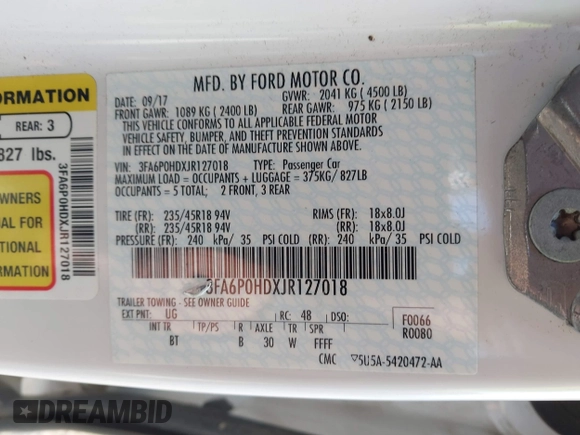 ORMATION
REAR: 3
827 lbs.
OWNERS
AL FOR
TIONAL
ORMATION
3FA6P0HDXJR127018
MFD. BY FORD MOTOR CO.
DATE: 09/17 GVWR: 2041 KG ( 4500 LB)
FRONT GAWR: 1089 KG ( 2400 LB) REAR GAWR: 975 KG ( 2150 LB)
THIS VEHICLE CONFORMS TO ALL APPLICABLE FEDERAL MOTOR
VEHICLE SAFETY, BUMPER, AND THEFT PREVENTION STANDARDS
IN EFFECT ON THE DATE OF MANUFACTURE SHOWN ABOVE.
VIN: 3FA6P0HDXJR127018 TYPE: Passenger Car
MAXIMUM LOAD = OCCUPANTS + LUGGAGE = 375KG/ 827LB
OCCUPANTS = 5 TOTAL; 2 FRONT, 3 REAR
TIRE (FR): 235/45R18 94V RIMS (FR): 18x8.0J
(RR): 235/45R18 94V (RR): 18x8.0J
PRESSURE (FR): 240 kPa/ 35 PSI COLD (RR): 240 kPa/ 35 PSI COLD
3FA6P0HDXJR127018
TRAILER TOWING - SEE OWNER GUIDE
EXT PNT: UG RC: 48 DSO: F0066
R0080
INT TR TP/PS R AXLE TR SPR
BT B 30 W FFFF
CMC 5U5A-5420472-AA
DREAMBID